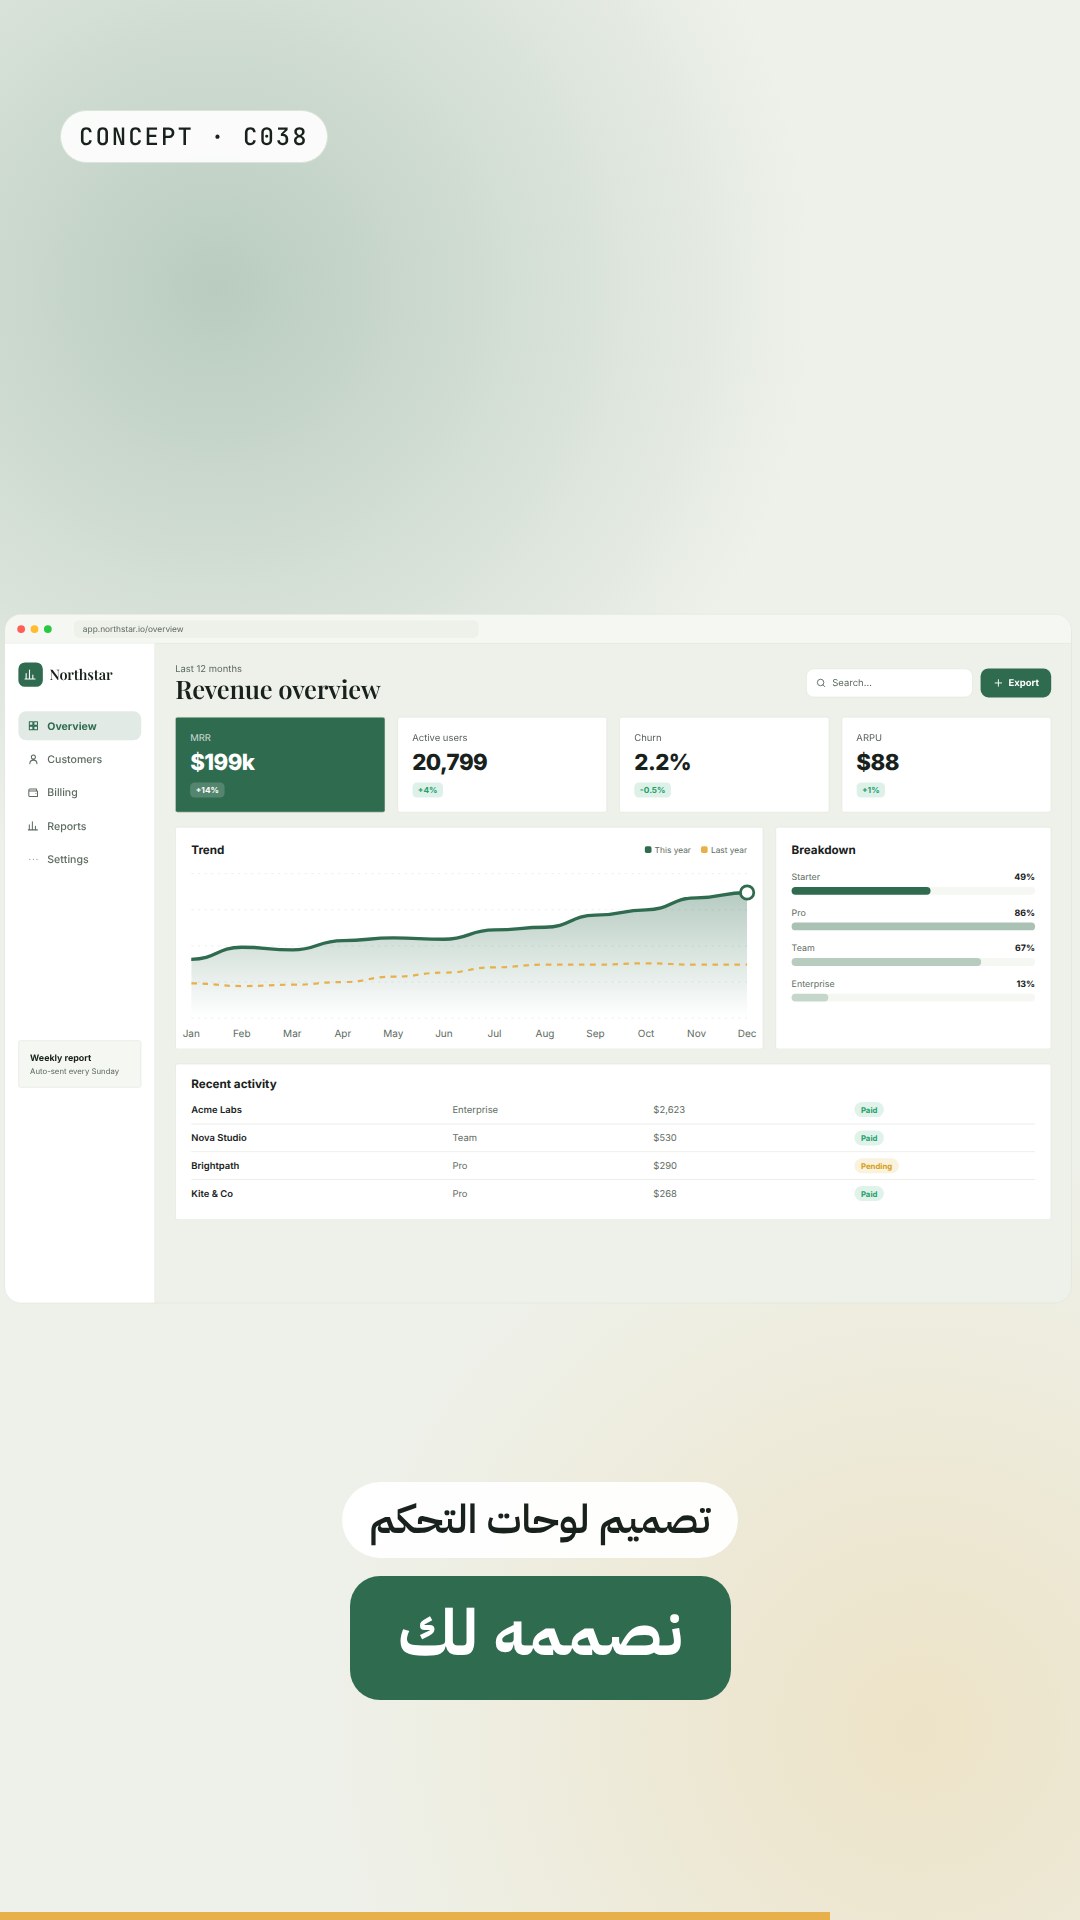 CONCEPT · C038
app.northstar.io/overview
Northstar
Overview
Customers
Billing
Reports
Settings
Weekly report
Auto-sent every Sunday
Last 12 months
Revenue overview
Search...
+ Export
MRR
$199k
+14%
Active users
20,799
+4%
Churn
2.2%
-0.5%
ARPU
$88
+1%
Trend
This year Last year
Jan Feb Mar Apr May Jun Jul Aug Sep Oct Nov Dec
Breakdown
Starter 49%
Pro 86%
Team 67%
Enterprise 13%
Recent activity
Acme Labs Enterprise $2,623 Paid
Nova Studio Team $530 Paid
Brightpath Pro $290 Pending
Kite & Co Pro $268 Paid
تصميم لوحات التحكم
نصممه لك